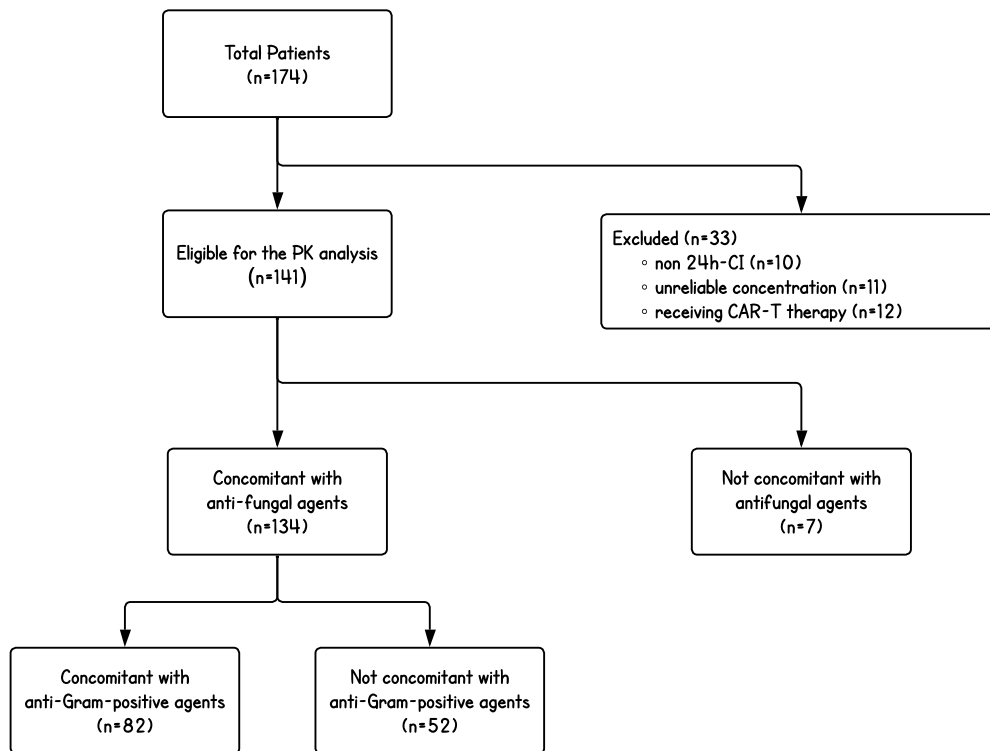 Total Patients
(n=174)
Eligible for the PK analysis
(n=141)
Excluded (n=33)
◦ non 24h-CI (n=10)
◦ unreliable concentration (n=11)
◦ receiving CAR-T therapy (n=12)
Concomitant with
anti-fungal agents
(n=134)
Not concomitant with
antifungal agents
(n=7)
Concomitant with
anti-Gram-positive agents
(n=82)
Not concomitant with
anti-Gram-positive agents
(n=52)